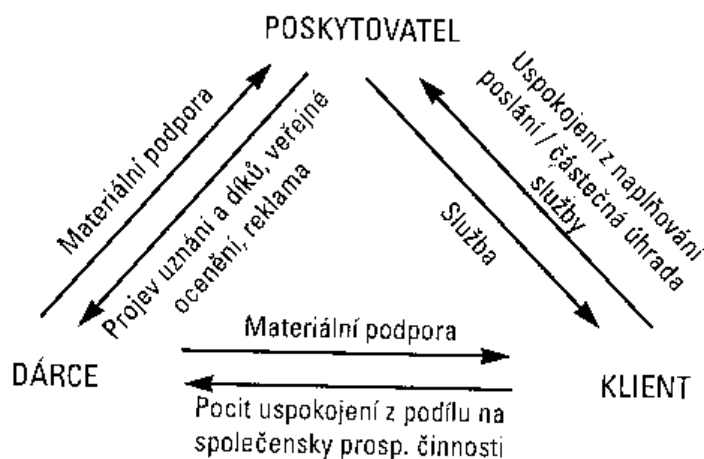 POSKYTOVATEL
Materiální podpora
Projev uznání a díků, veřejné
ocenění, reklama
Uspokojení z naplňování
poslání / částečná úhrada
služby
Služba
Materiální podpora
DÁRCE
KLIENT
Pocit uspokojení z podílu na
společensky prosp. činnosti